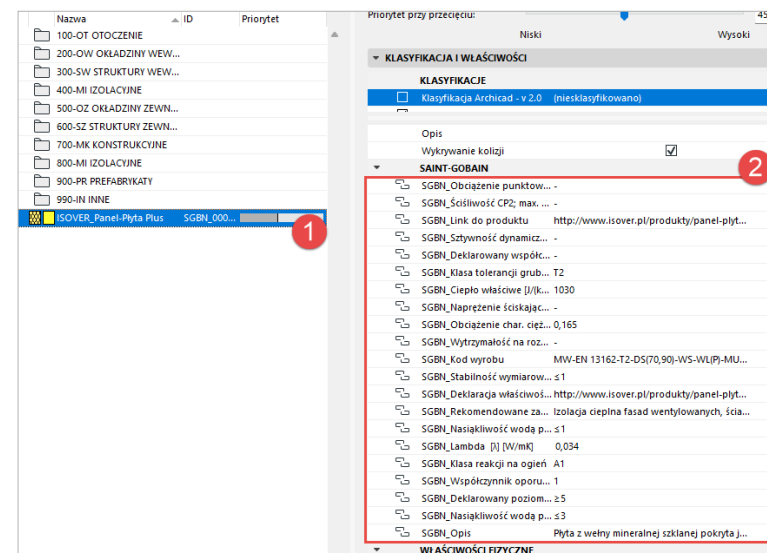 Nazwa ID Priorytet
100-OT OTOCZENIE
200-OW OKŁADZINY WEW...
300-SW STRUKTURY WEW...
400-MI IZOLACYJNE
500-OZ OKŁADZINY ZEWN...
600-SZ STRUKTURY ZEWN...
700-MK KONSTRUKCYJNE
800-MI IZOLACYJNE
900-PR PREFABRYKATY
990-IN INNE
ISOVER_Panel-Płyta Plus SGBN_000...
1
Priorytet przy przecięciu: 45
Niski Wysoki
KLASYFIKACJA I WŁAŚCIWOŚCI
KLASYFIKACJE
Klasyfikacja Archicad - v 2.0 (niesklasyfikowano)
Opis
Wykrywanie kolizji
2
SAINT-GOBAIN
SGBN_Obciążenie punktow... -
SGBN_Ściśliwość CP2; max. ... -
SGBN_Link do produktu http://www.isover.pl/produkty/panel-plyt...
SGBN_Sztywność dynamicz... -
SGBN_Deklarowany współc... -
SGBN_Klasa tolerancji grub... T2
SGBN_Ciepło właściwe [J/(k... 1030
SGBN_Naprężenie ściskając... -
SGBN_Obciążenie char. cięż... 0,165
SGBN_Wytrzymałość na roz... -
SGBN_Kod wyrobu MW-EN 13162-T2-DS(70,90)-WS-WL(P)-MU...
SGBN_Stabilność wymiarow... ≤1
SGBN_Deklaracja właściwoś... http://www.isover.pl/produkty/panel-plyt...
SGBN_Rekomendowane za... Izolacja cieplna fasad wentylowanych, ścia...
SGBN_Nasiąkliwość wodą p... ≤1
SGBN_Lambda [λ] [W/mK] 0,034
SGBN_Klasa reakcji na ogień A1
SGBN_Współczynnik oporu... 1
SGBN_Deklarowany poziom... ≥5
SGBN_Nasiąkliwość wodą p... ≤3
SGBN_Opis Płyta z wełny mineralnej szklanej pokryta j...
WŁAŚCIWOŚCI FIZYCZNE